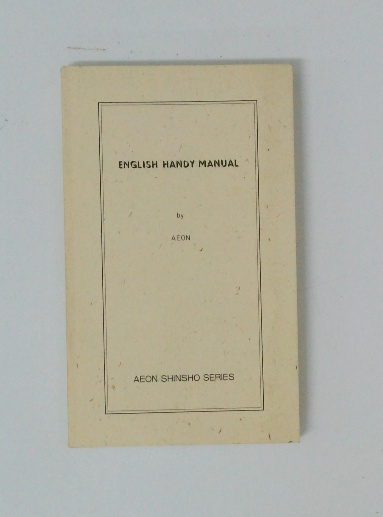 ENGLISH HANDY MANUAL
by
AEON
AEON SHINSHO SERIES